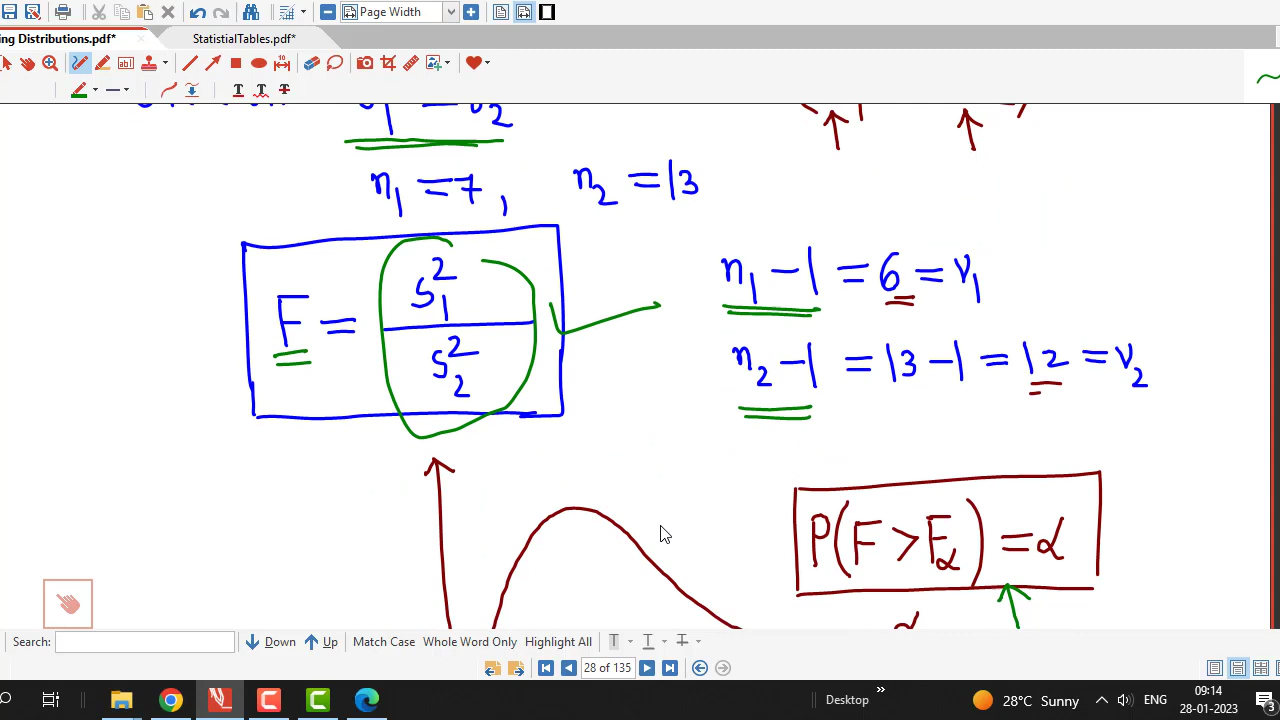 Page Width
ing Distributions.pdf*
StatistialTables.pdf*
n₁ = 7, n₂ = 13
F = S₁² / S₂²
n₁ − 1 = 6 = ν₁
n₂ − 1 = 13 − 1 = 12 = ν₂
P(F > F_α) = α
Search:
Down
Up
Match Case
Whole Word Only
Highlight All
T
T
T
28 of 135
Desktop
»
28°C Sunny
ENG
09:14
28-01-2023
3